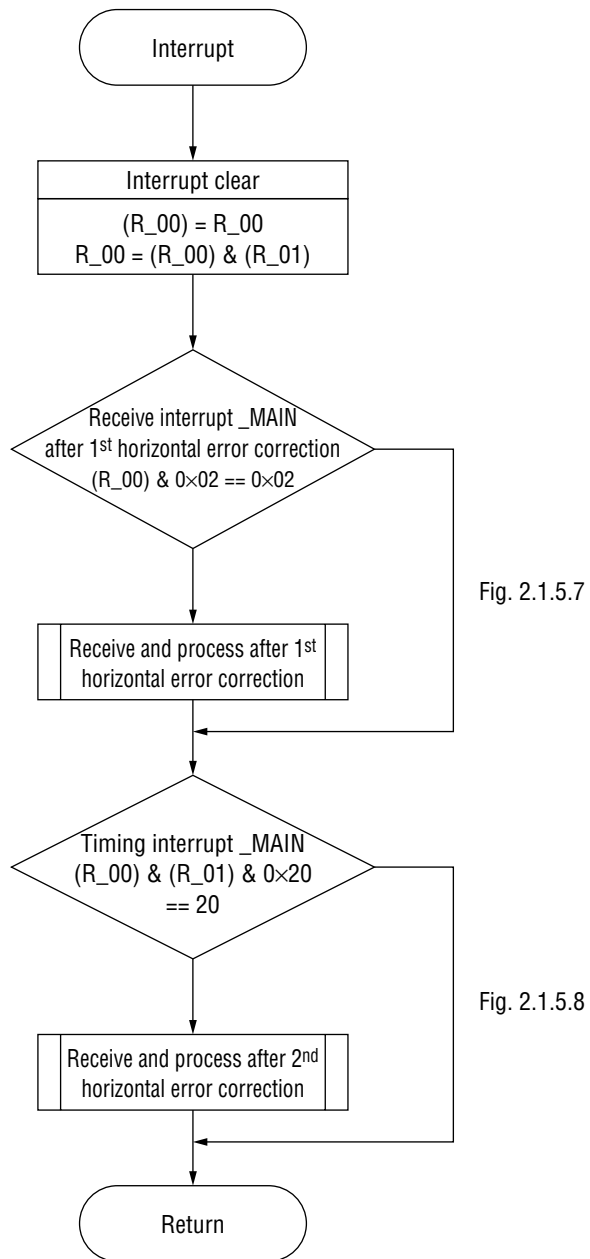 Interrupt
Interrupt clear
(R_00) = R_00
R_00 = (R_00) & (R_01)
Receive interrupt _MAIN
after 1st horizontal error correction
(R_00) & 0×02 == 0×02
Fig. 2.1.5.7
Receive and process after 1st
horizontal error correction
Timing interrupt _MAIN
(R_00) & (R_01) & 0×20
== 20
Fig. 2.1.5.8
Receive and process after 2nd
horizontal error correction
Return